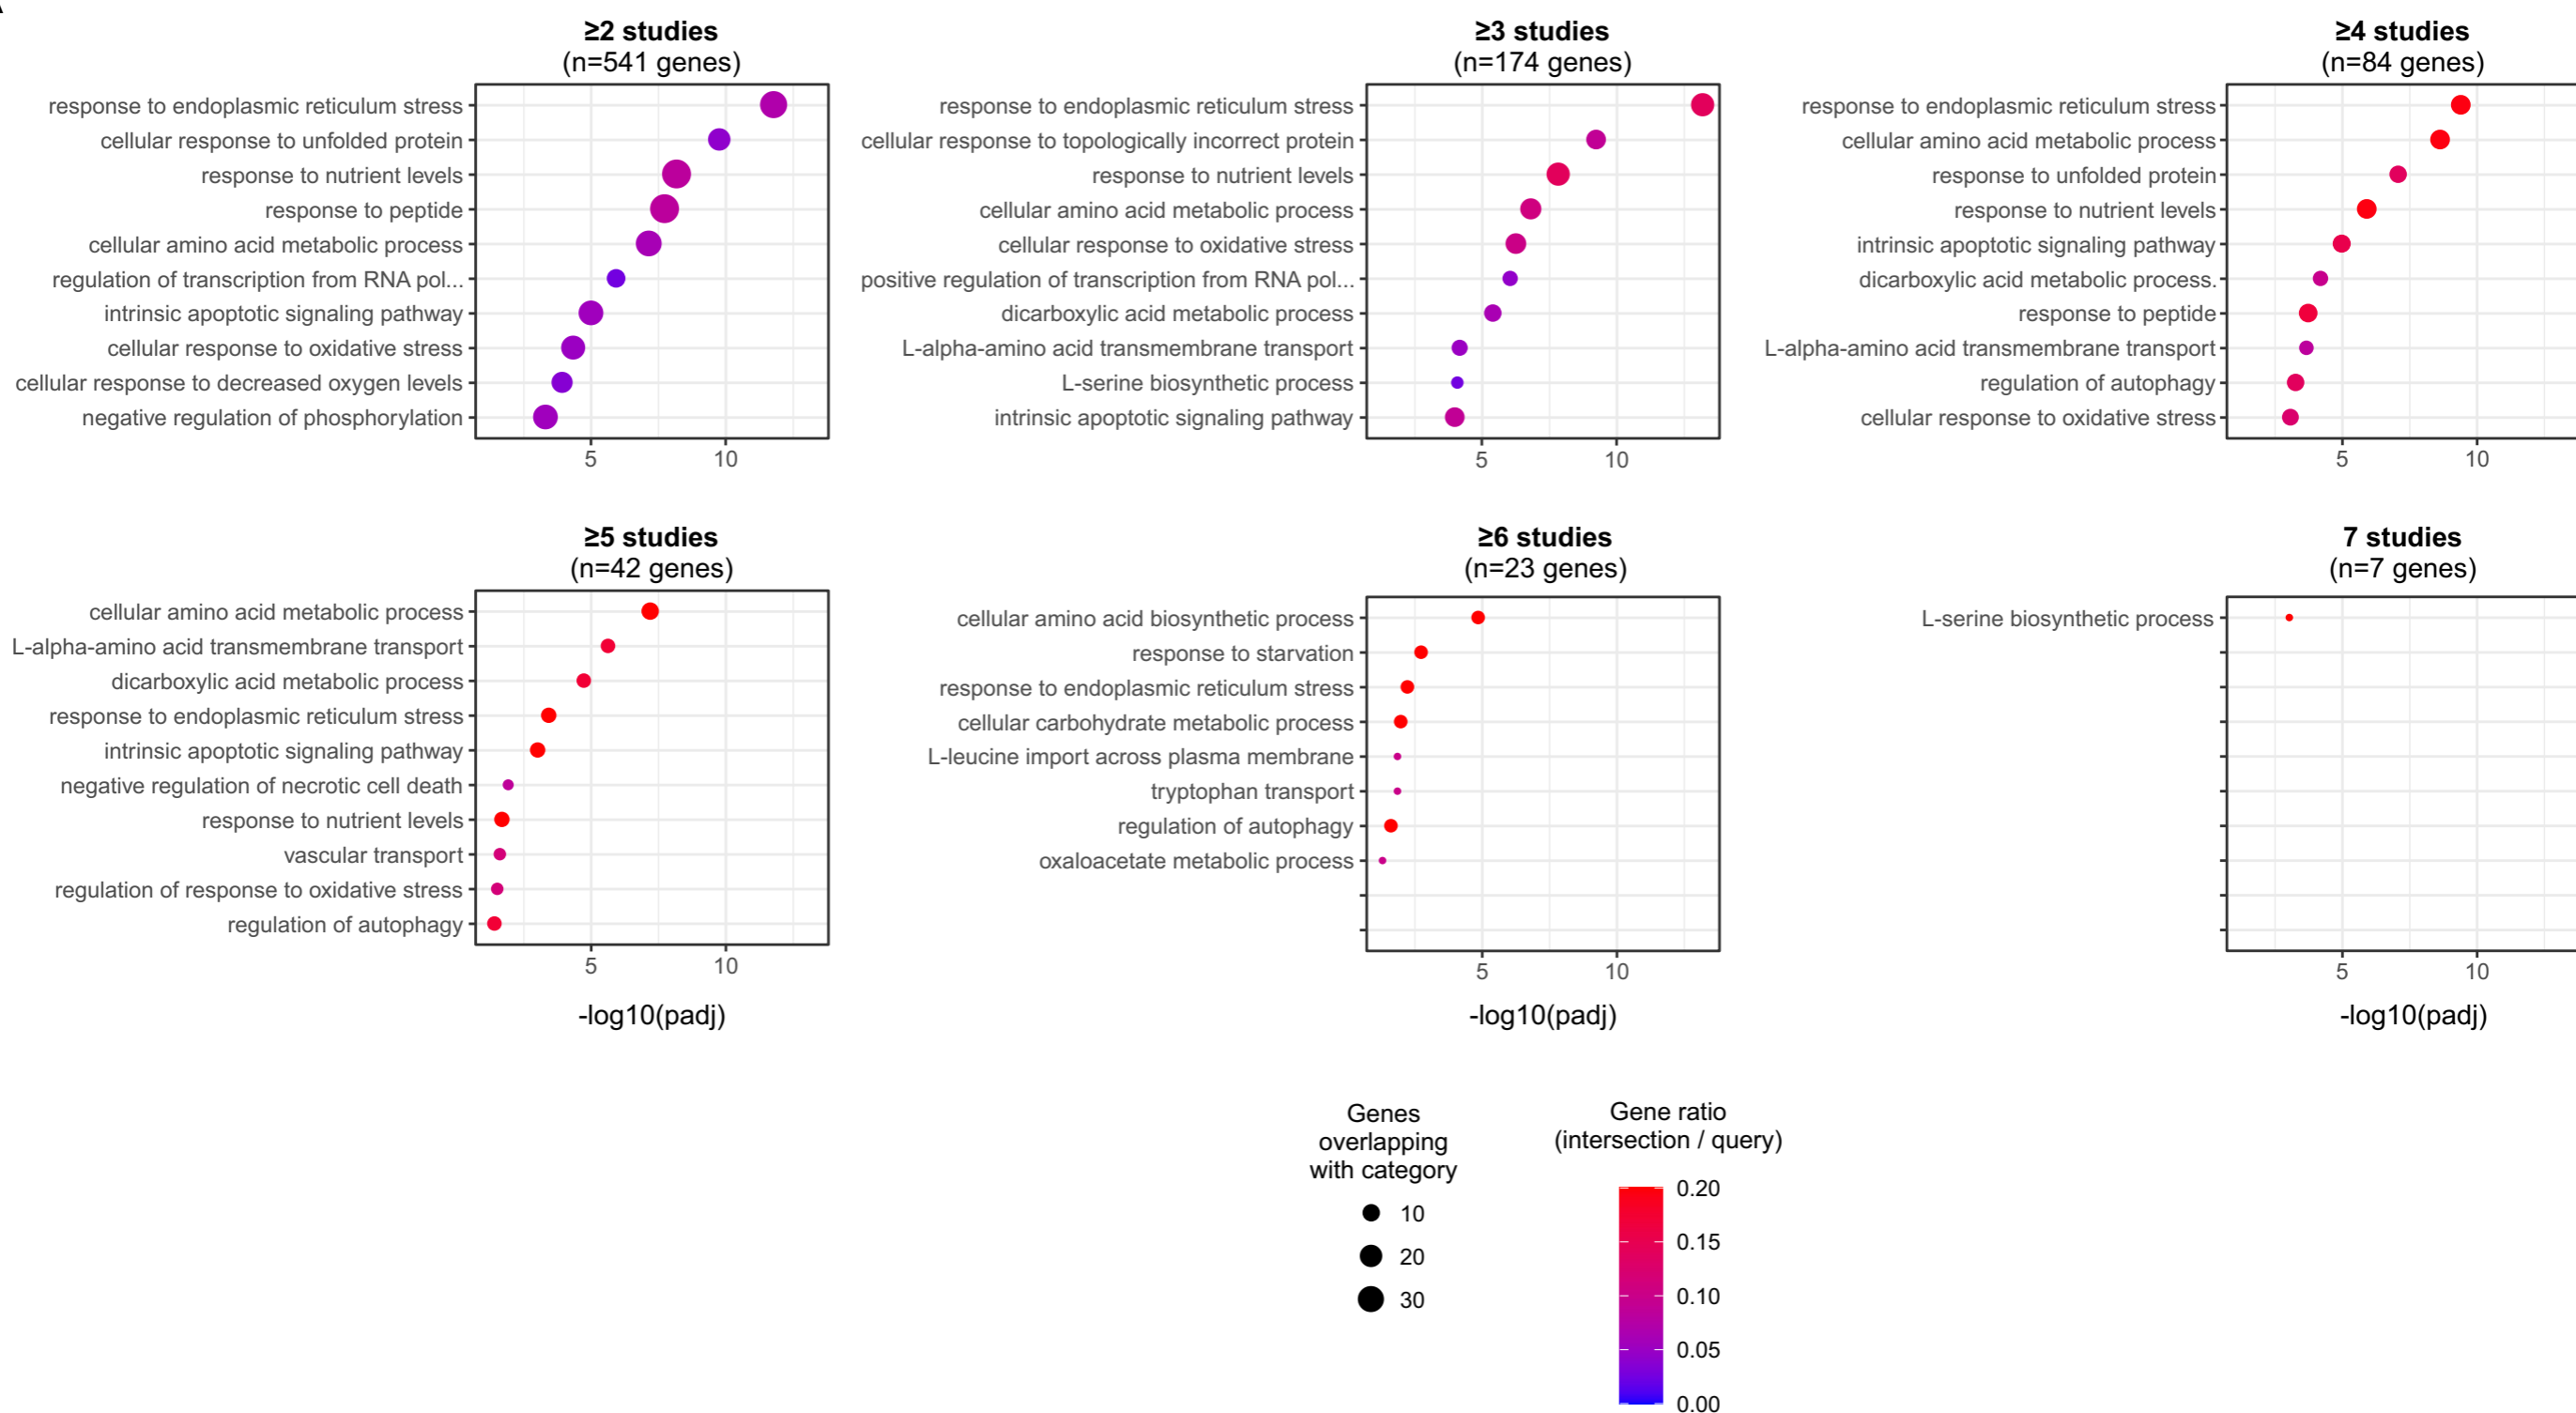 ≥2 studies
(n=541 genes)
response to endoplasmic reticulum stress
cellular response to unfolded protein
response to nutrient levels
response to peptide
cellular amino acid metabolic process
regulation of transcription from RNA pol...
intrinsic apoptotic signaling pathway
cellular response to oxidative stress
cellular response to decreased oxygen levels
negative regulation of phosphorylation
5 10
≥3 studies
(n=174 genes)
response to endoplasmic reticulum stress
cellular response to topologically incorrect protein
response to nutrient levels
cellular amino acid metabolic process
cellular response to oxidative stress
positive regulation of transcription from RNA pol...
dicarboxylic acid metabolic process
L-alpha-amino acid transmembrane transport
L-serine biosynthetic process
intrinsic apoptotic signaling pathway
5 10
≥4 studies
(n=84 genes)
response to endoplasmic reticulum stress
cellular amino acid metabolic process
response to unfolded protein
response to nutrient levels
intrinsic apoptotic signaling pathway
dicarboxylic acid metabolic process.
response to peptide
L-alpha-amino acid transmembrane transport
regulation of autophagy
cellular response to oxidative stress
5 10
≥5 studies
(n=42 genes)
cellular amino acid metabolic process
L-alpha-amino acid transmembrane transport
dicarboxylic acid metabolic process
response to endoplasmic reticulum stress
intrinsic apoptotic signaling pathway
negative regulation of necrotic cell death
response to nutrient levels
vascular transport
regulation of response to oxidative stress
regulation of autophagy
5 10
-log10(padj)
≥6 studies
(n=23 genes)
cellular amino acid biosynthetic process
response to starvation
response to endoplasmic reticulum stress
cellular carbohydrate metabolic process
L-leucine import across plasma membrane
tryptophan transport
regulation of autophagy
oxaloacetate metabolic process
5 10
-log10(padj)
7 studies
(n=7 genes)
L-serine biosynthetic process
5 10
-log10(padj)
Genes
overlapping
with category
10
20
30
Gene ratio
(intersection / query)
0.20
0.15
0.10
0.05
0.00